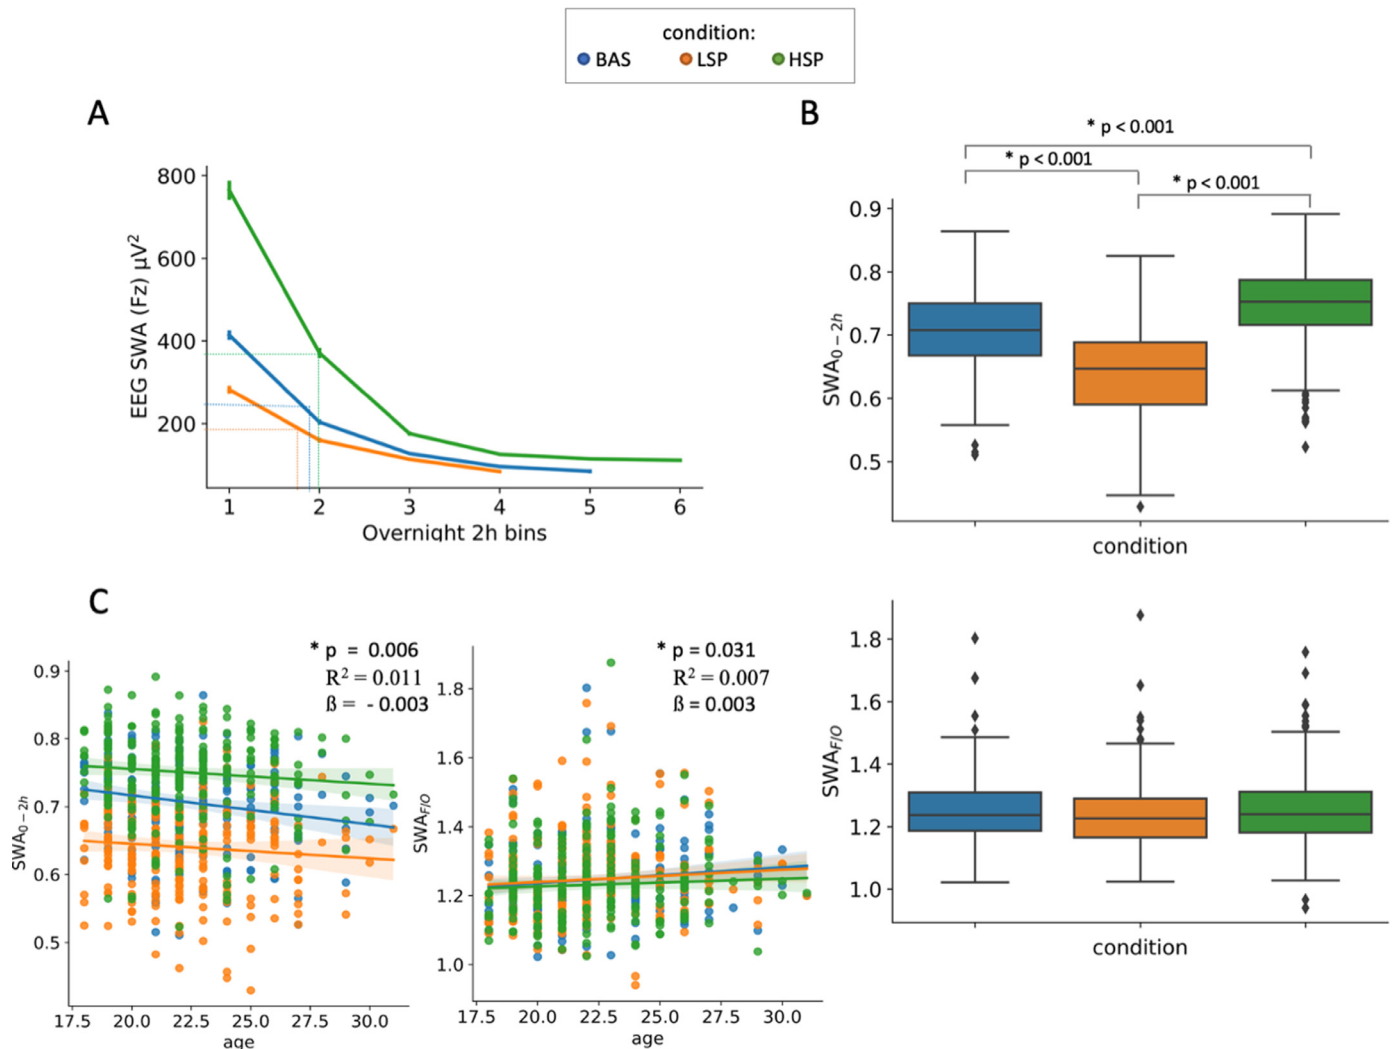 condition:
BAS LSP HSP
A
800
600
400
200
EEG SWA (Fz) µV²
1 2 3 4 5 6
Overnight 2h bins
B
* p < 0.001
* p < 0.001
* p < 0.001
0.9
0.8
0.7
0.6
0.5
SWA0 − 2h
condition
C
* p = 0.006
R² = 0.011
ß = - 0.003
0.9
0.8
0.7
0.6
0.5
SWA0 − 2h
17.5 20.0 22.5 25.0 27.5 30.0
age
* p = 0.031
R² = 0.007
ß = 0.003
1.8
1.6
1.4
1.2
1.0
SWAF/O
17.5 20.0 22.5 25.0 27.5 30.0
age
1.8
1.6
1.4
1.2
1.0
SWAF/O
condition